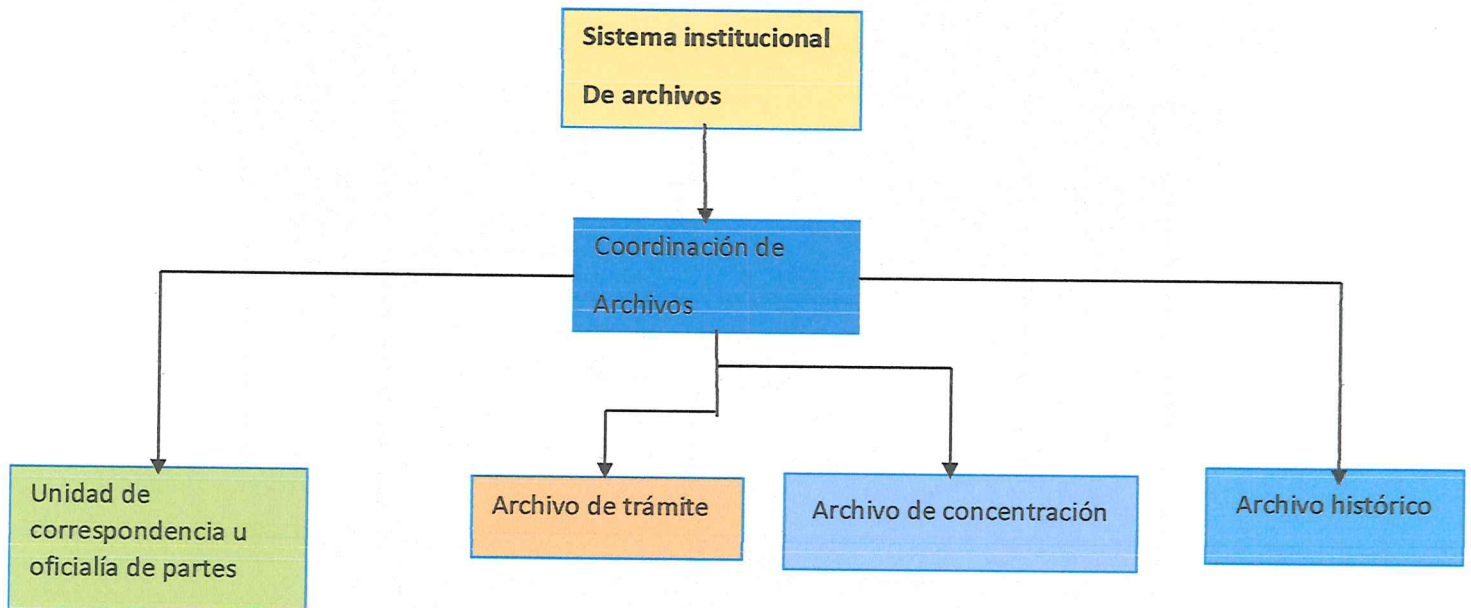 Sistema institucional
De archivos
Coordinación de
Archivos
Unidad de
correspondencia u
oficialía de partes
Archivo de trámite
Archivo de concentración
Archivo histórico